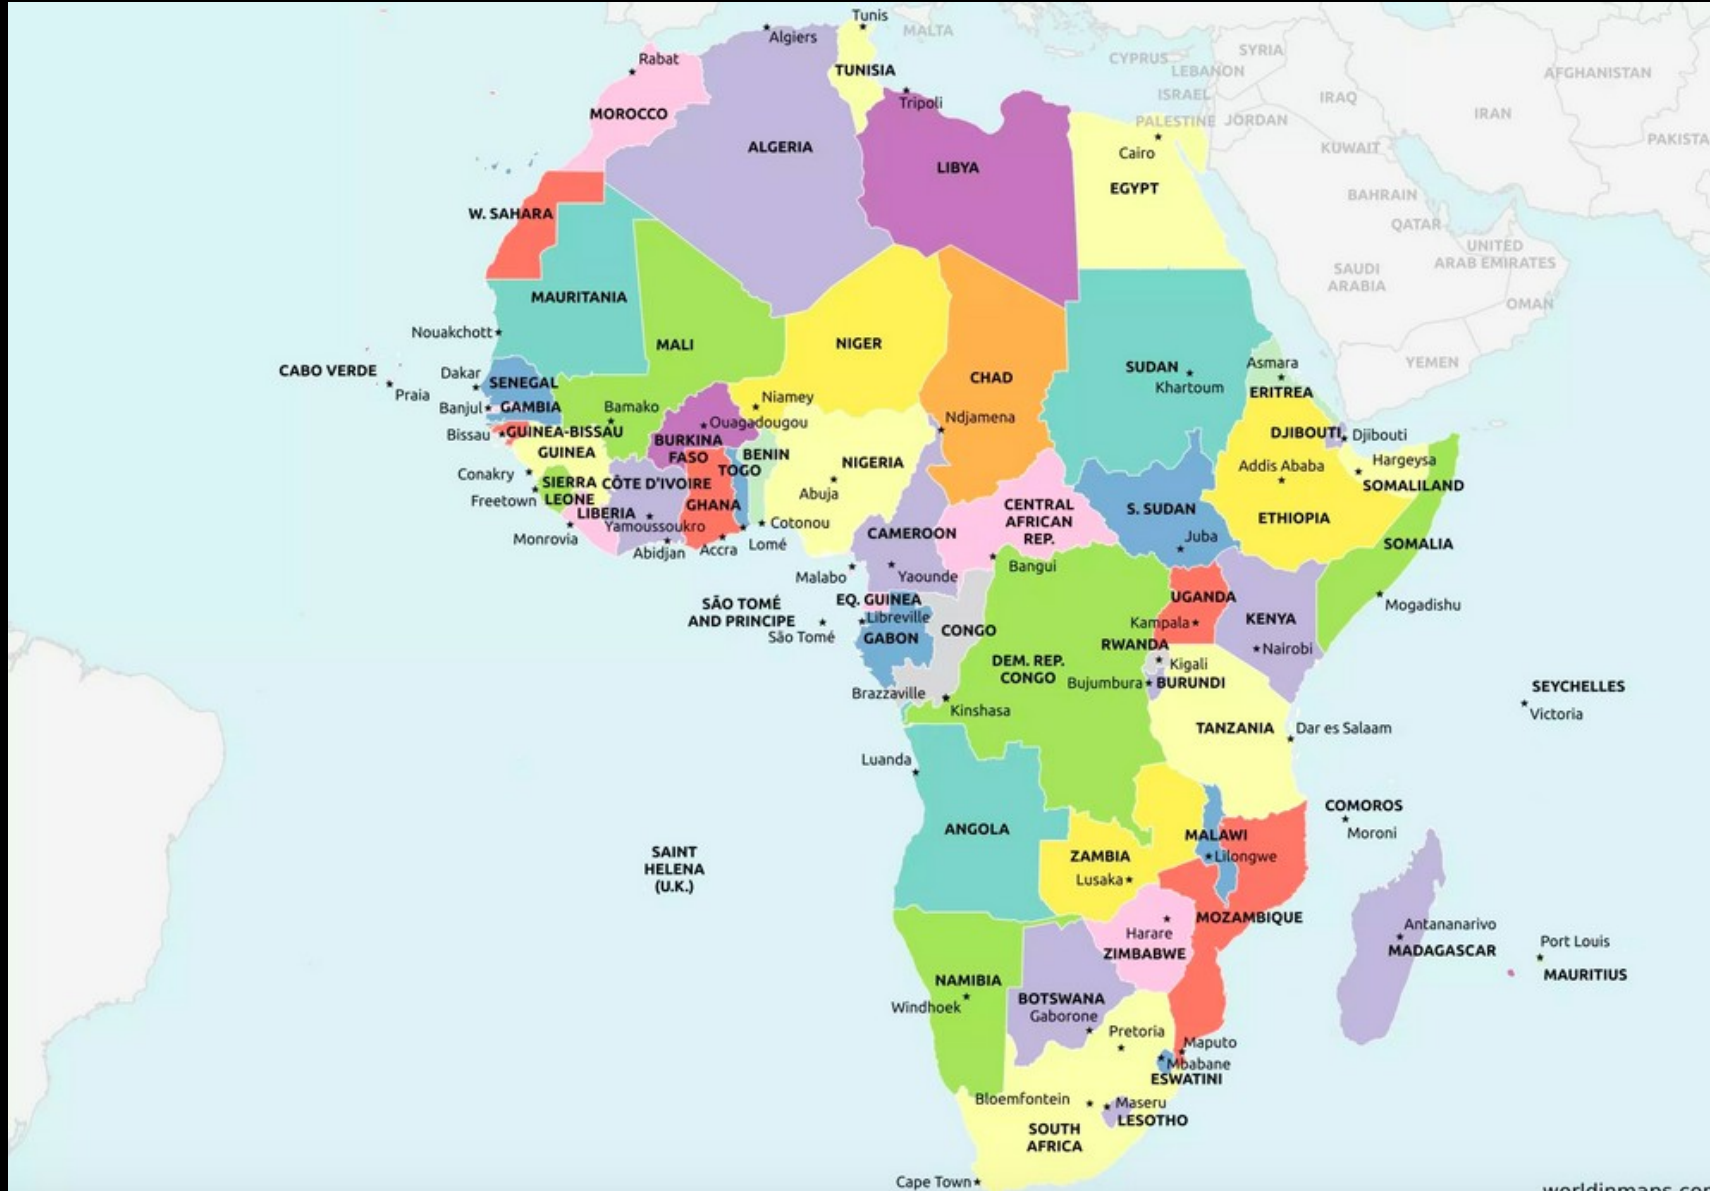 Tunis
MALTA
Algiers
Rabat
TUNISIA
Tripoli
MOROCCO
ALGERIA
LIBYA
CYPRUS
SYRIA
LEBANON
ISRAEL
IRAQ
AFGHANISTAN
IRAN
PALESTINE
JORDAN
PAKISTA
Cairo
KUWAIT
EGYPT
BAHRAIN
QATAR
UNITED
ARAB EMIRATES
SAUDI
ARABIA
OMAN
YEMEN
W. SAHARA
MAURITANIA
Nouakchott
MALI
NIGER
CHAD
SUDAN
Khartoum
Asmara
ERITREA
CABO VERDE
Praia
Dakar
SENEGAL
Banjul
GAMBIA
Bamako
Niamey
Ouagadougou
Ndjamena
Bissau
GUINEA-BISSAU
BURKINA
FASO
DJIBOUTI
Djibouti
GUINEA
BENIN
TOGO
NIGERIA
Addis Ababa
Hargeysa
Conakry
SIERRA
LEONE
CÔTE D'IVOIRE
Abuja
SOMALILAND
Freetown
GHANA
CENTRAL
AFRICAN
REP.
S. SUDAN
ETHIOPIA
LIBERIA
Yamoussoukro
Cotonou
CAMEROON
Juba
SOMALIA
Monrovia
Abidjan
Accra
Lomé
Bangui
Malabo
Yaounde
EQ. GUINEA
UGANDA
SÃO TOMÉ
AND PRINCIPE
São Tomé
Libreville
GABON
CONGO
Kampala
KENYA
Mogadishu
RWANDA
Nairobi
DEM. REP.
CONGO
Kigali
Bujumbura
BURUNDI
Brazzaville
Kinshasa
SEYCHELLES
Victoria
TANZANIA
Dar es Salaam
Luanda
COMOROS
Moroni
ANGOLA
MALAWI
Lilongwe
ZAMBIA
Lusaka
SAINT
HELENA
(U.K.)
MOZAMBIQUE
Harare
ZIMBABWE
Antananarivo
MADAGASCAR
Port Louis
MAURITIUS
NAMIBIA
Windhoek
BOTSWANA
Gaborone
Pretoria
Maputo
Mbabane
ESWATINI
Bloemfontein
Maseru
LESOTHO
SOUTH
AFRICA
Cape Town